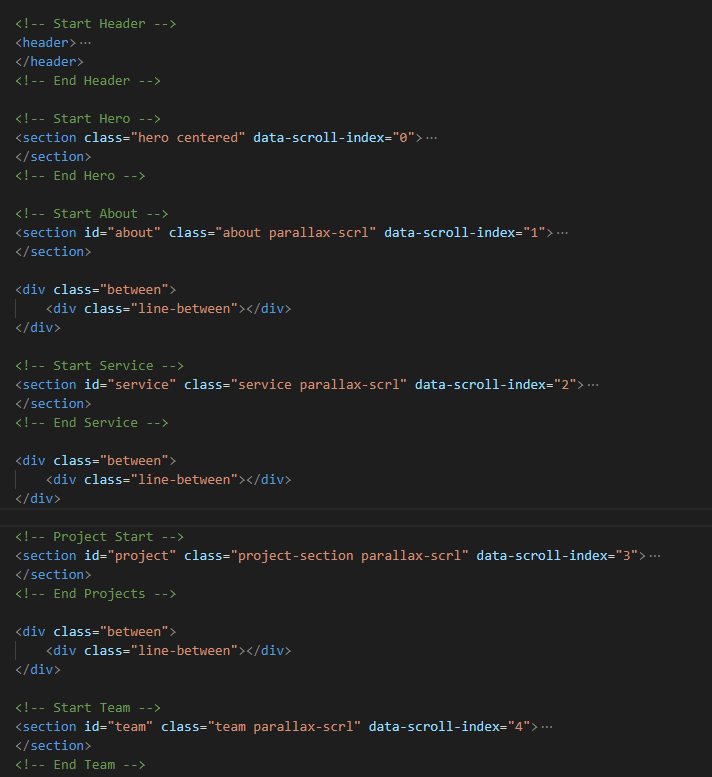 <!-- Start Header -->
<header>···
</header>
<!-- End Header -->
<!-- Start Hero -->
<section class="hero centered" data-scroll-index="0">···
</section>
<!-- End Hero -->
<!-- Start About -->
<section id="about" class="about parallax-scrl" data-scroll-index="1">···
</section>
<div class="between">
    <div class="line-between"></div>
</div>
<!-- Start Service -->
<section id="service" class="service parallax-scrl" data-scroll-index="2">···
</section>
<!-- End Service -->
<div class="between">
    <div class="line-between"></div>
</div>
<!-- Project Start -->
<section id="project" class="project-section parallax-scrl" data-scroll-index="3">···
</section>
<!-- End Projects -->
<div class="between">
    <div class="line-between"></div>
</div>
<!-- Start Team -->
<section id="team" class="team parallax-scrl" data-scroll-index="4">···
</section>
<!-- End Team -->